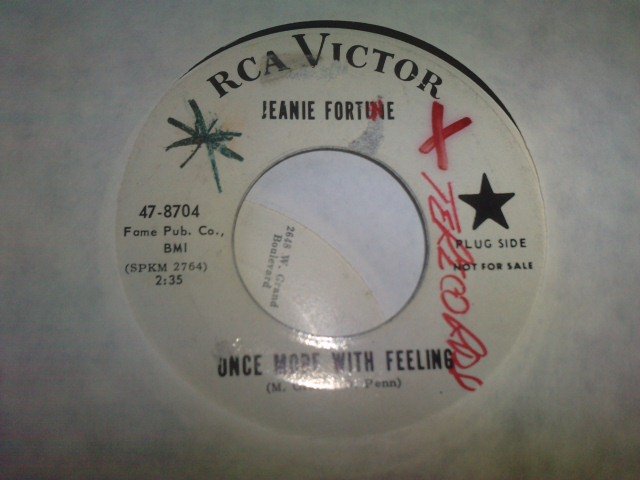 RCA VICTOR
JEANIE FORTUNE
47-8704
Fame Pub. Co.,
BMI
(SPKM 2764)
2:35
PLUG SIDE
NOT FOR SALE
2648 W. Grand
Boulevard
ONCE MORE WITH FEELING
(M. Penn)